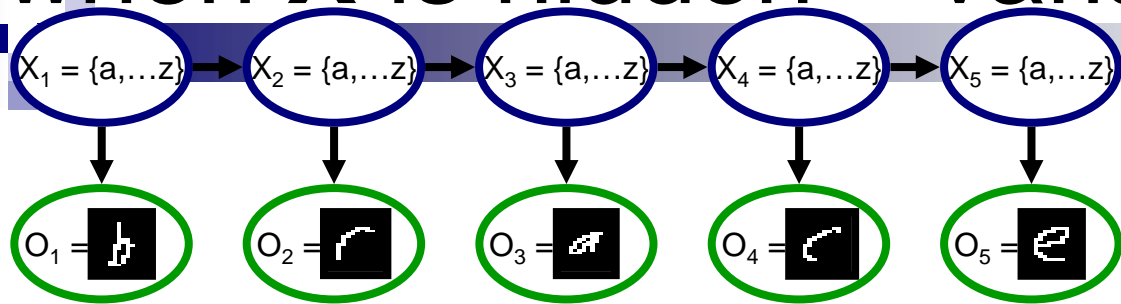 X₁ = {a,…z} X₂ = {a,…z} X₃ = {a,…z} X₄ = {a,…z} X₅ = {a,…z}
O₁ = b O₂ = r O₃ = a O₄ = c O₅ = e